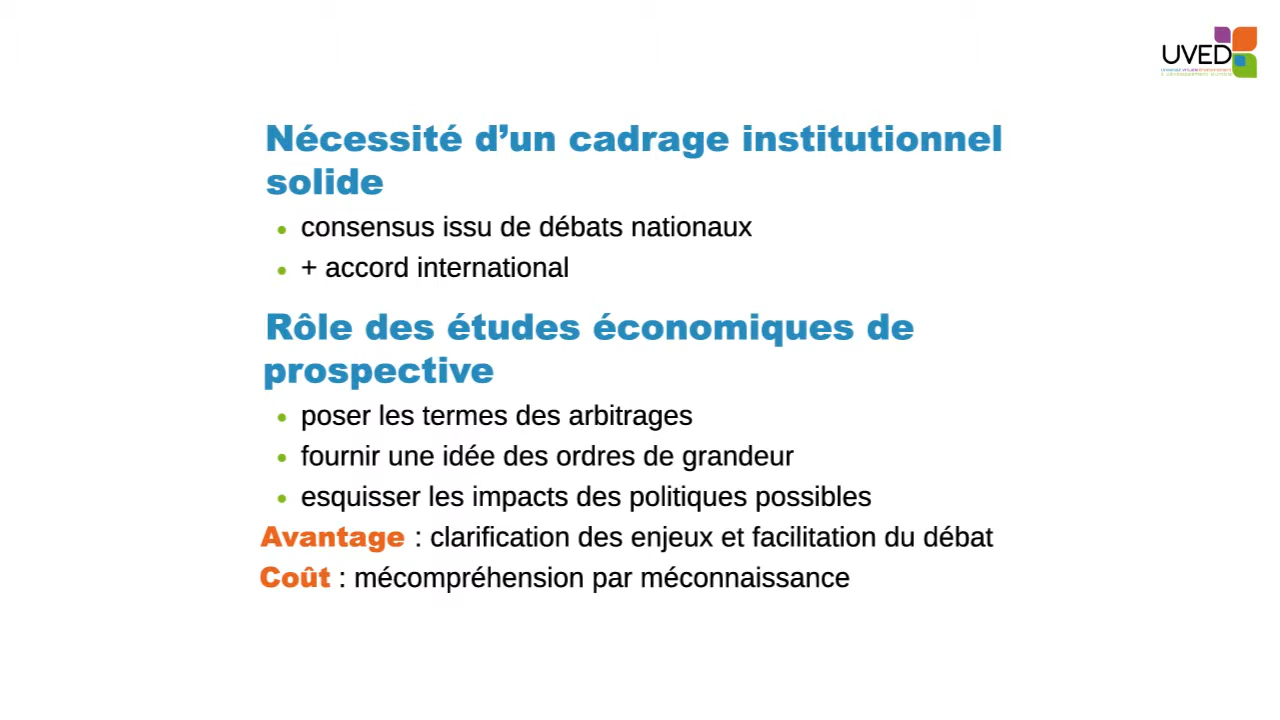 UVED
Nécessité d’un cadrage institutionnel
solide
• consensus issu de débats nationaux
• + accord international
Rôle des études économiques de
prospective
• poser les termes des arbitrages
• fournir une idée des ordres de grandeur
• esquisser les impacts des politiques possibles
Avantage : clarification des enjeux et facilitation du débat
Coût : mécompréhension par méconnaissance